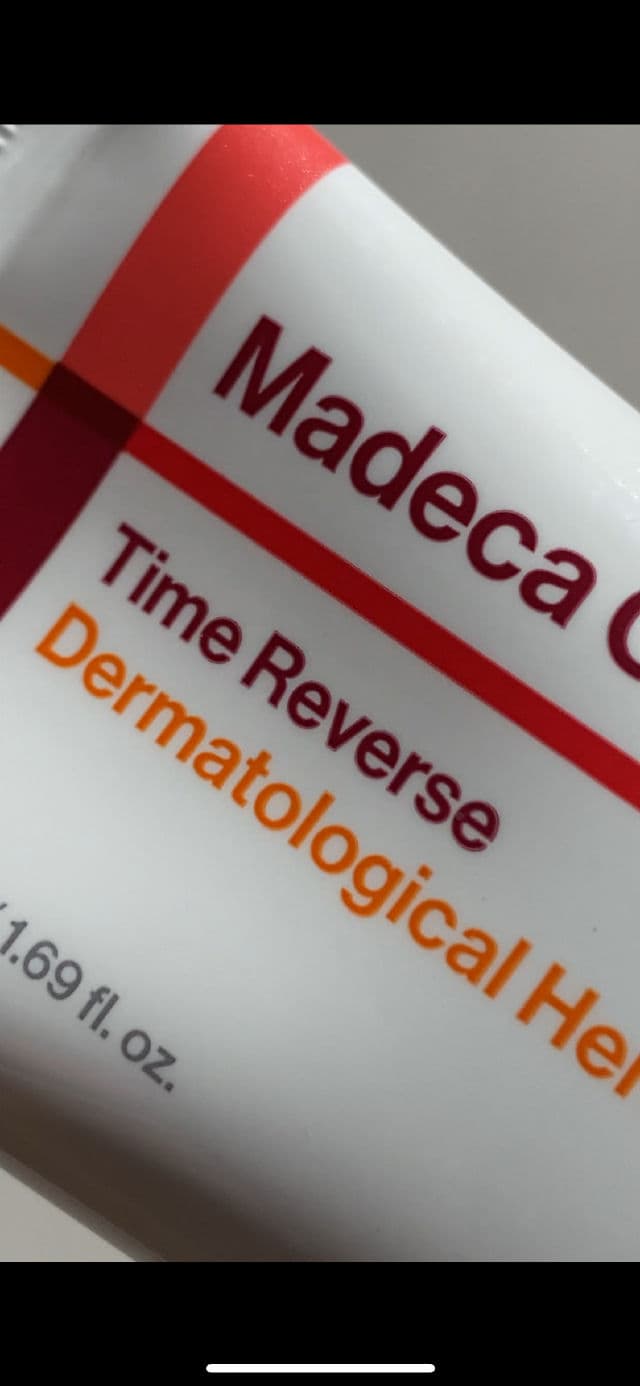 Madeca
Time Reverse
Dermatological
1.69 fl. oz.